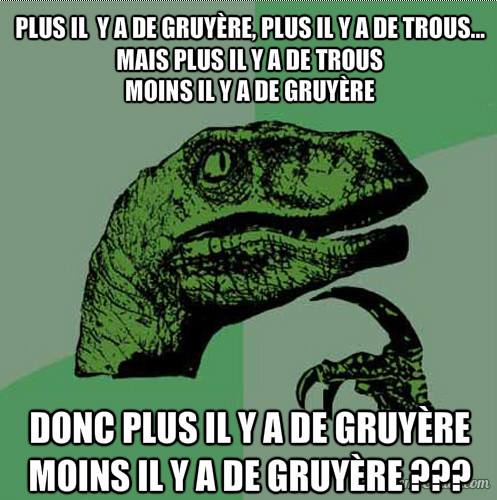 PLUS IL Y A DE GRUYÈRE, PLUS IL Y A DE TROUS...
MAIS PLUS IL Y A DE TROUS
MOINS IL Y A DE GRUYÈRE
DONC PLUS IL Y A DE GRUYÈRE
MOINS IL Y A DE GRUYÈRE ???